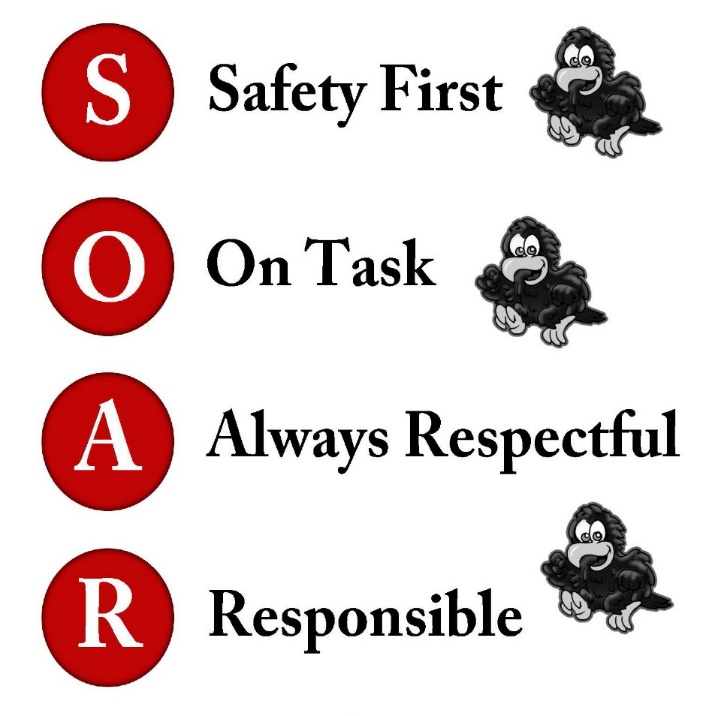 S Safety First
O On Task
A Always Respectful
R Responsible